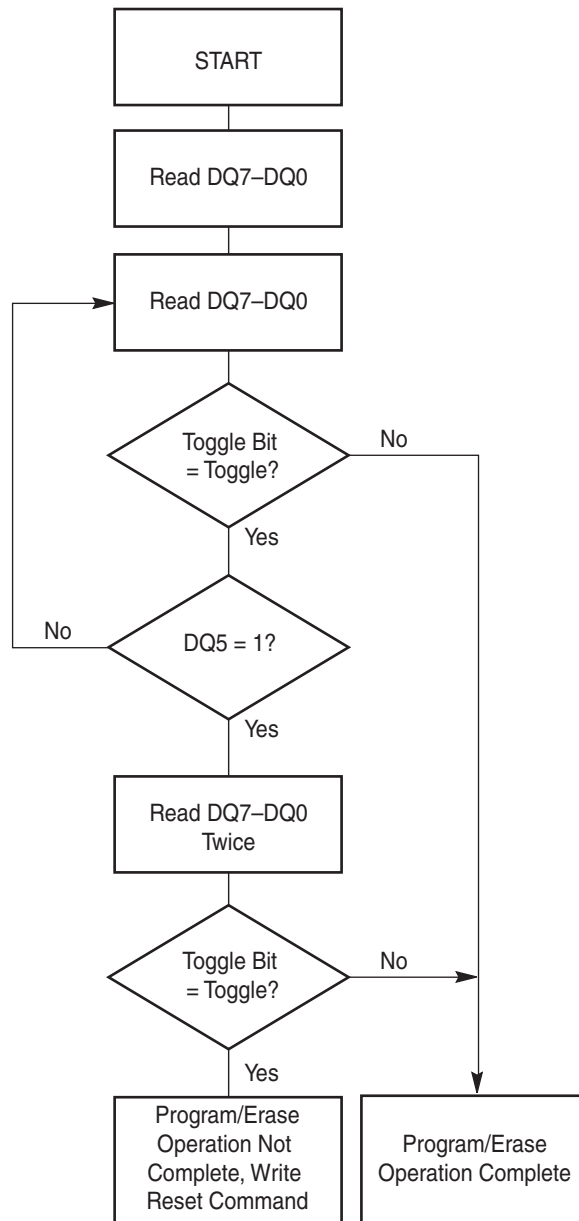 START
Read DQ7–DQ0
Read DQ7–DQ0
Toggle Bit
= Toggle?
No
Yes
No
DQ5 = 1?
Yes
Read DQ7–DQ0
Twice
Toggle Bit
= Toggle?
No
Yes
Program/Erase
Operation Not
Complete, Write
Reset Command
Program/Erase
Operation Complete